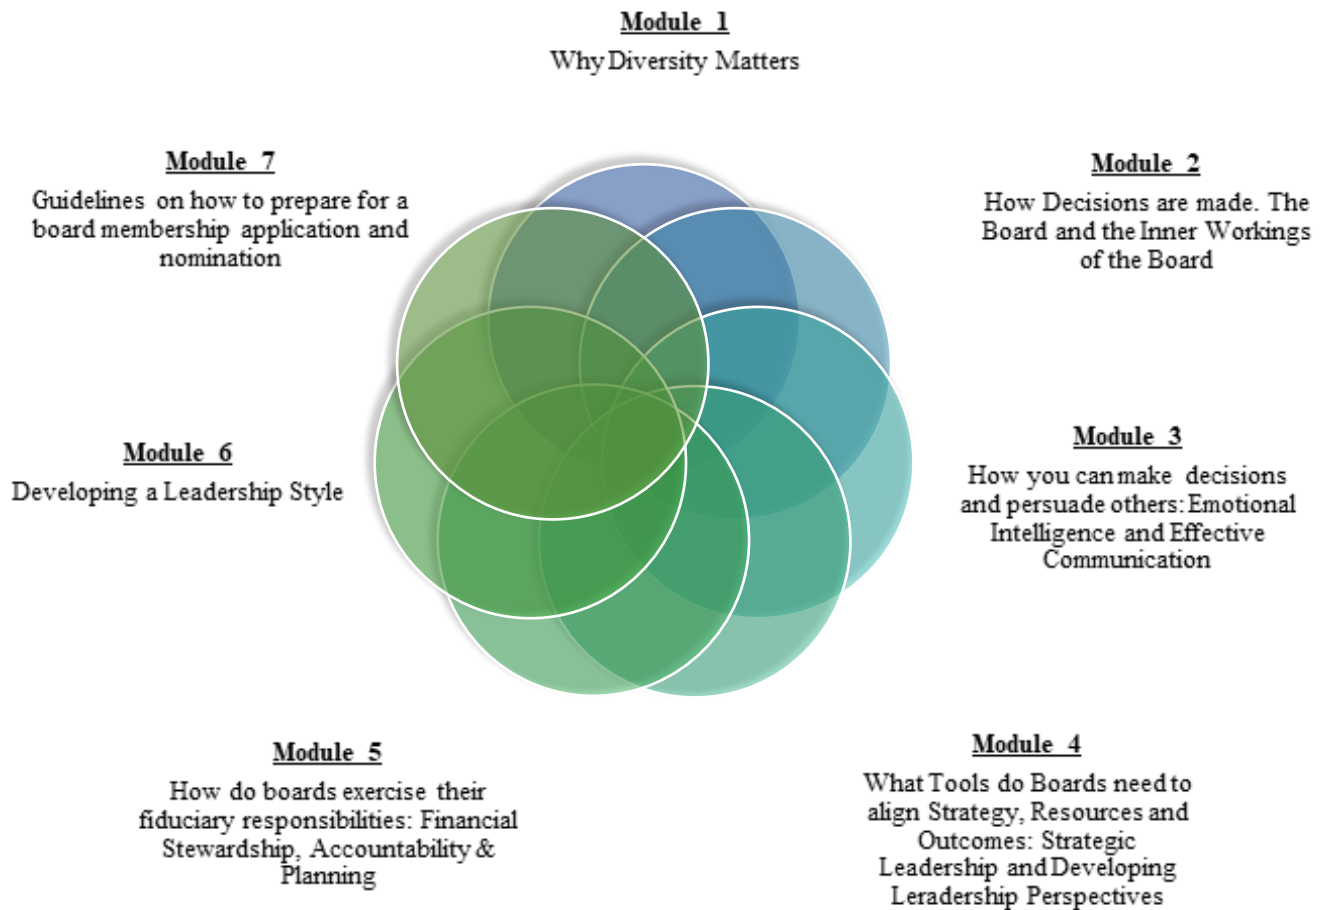 Module 1
Why Diversity Matters
Module 2
How Decisions are made. The
Board and the Inner Workings
of the Board
Module 3
How you can make decisions
and persuade others: Emotional
Intelligence and Effective
Communication
Module 4
What Tools do Boards need to
align Strategy, Resources and
Outcomes: Strategic
Leadership and Developing
Leradership Perspectives
Module 5
How do boards exercise their
fiduciary responsibilities: Financial
Stewardship, Accountability &
Planning
Module 6
Developing a Leadership Style
Module 7
Guidelines on how to prepare for a
board membership application and
nomination